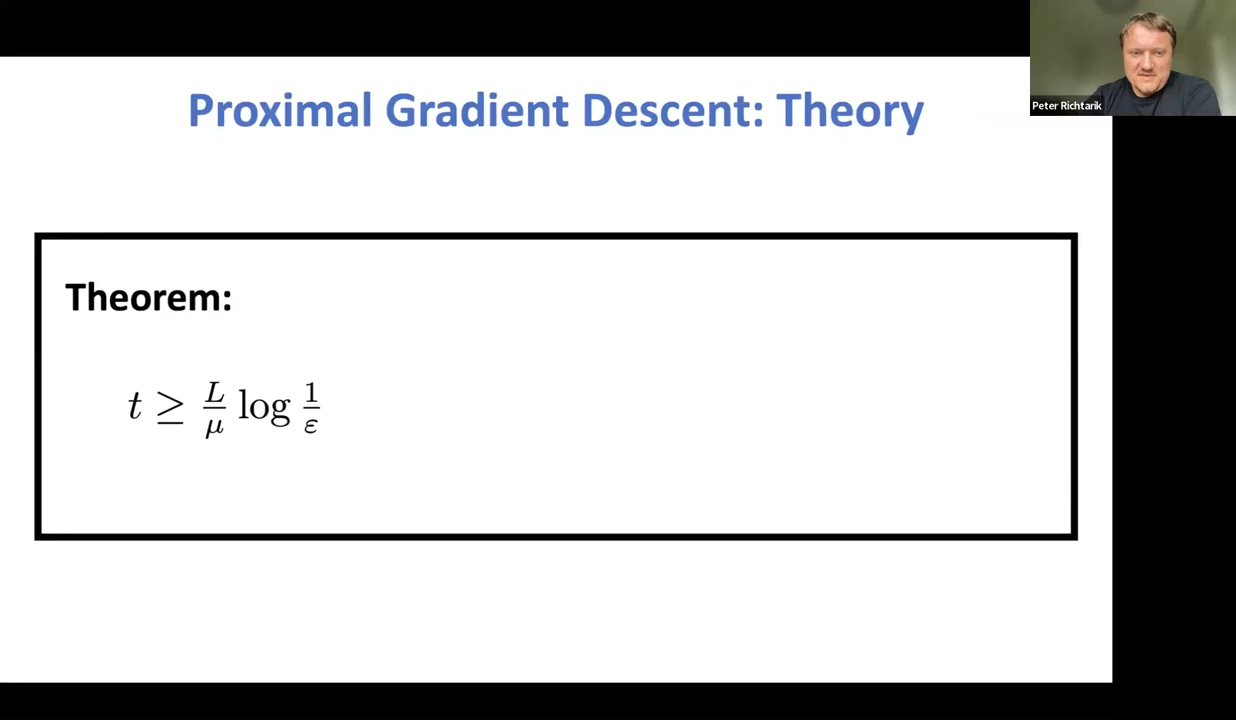 Proximal Gradient Descent: Theory
Peter Richtarik
Theorem:
t ≥ L/μ log 1/ε